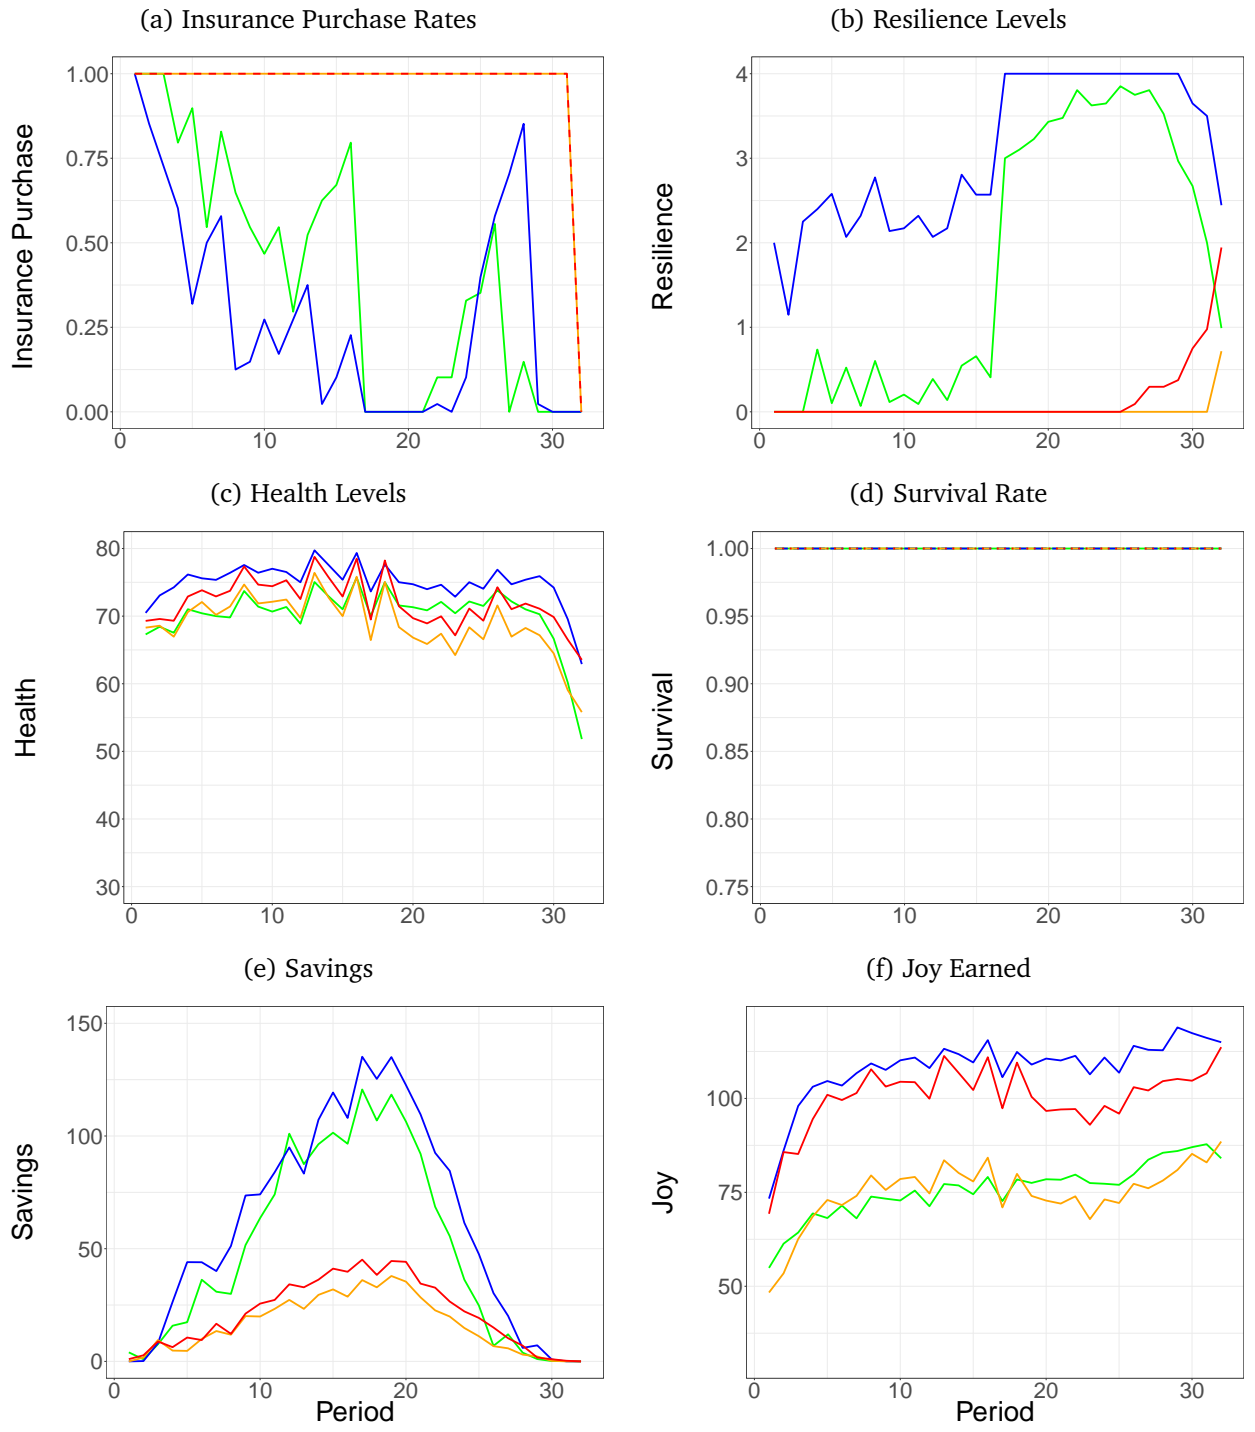 (a) Insurance Purchase Rates
(b) Resilience Levels
Insurance Purchase
1.00
0.75
0.50
0.25
0.00
0 10 20 30
Resilience
4
3
2
1
0
0 10 20 30
(c) Health Levels
(d) Survival Rate
Health
80
70
60
50
40
30
0 10 20 30
Survival
1.00
0.95
0.90
0.85
0.80
0.75
0 10 20 30
(e) Savings
(f) Joy Earned
Savings
150
100
50
0
0 10 20 30
Period
Joy
100
75
50
0 10 20 30
Period